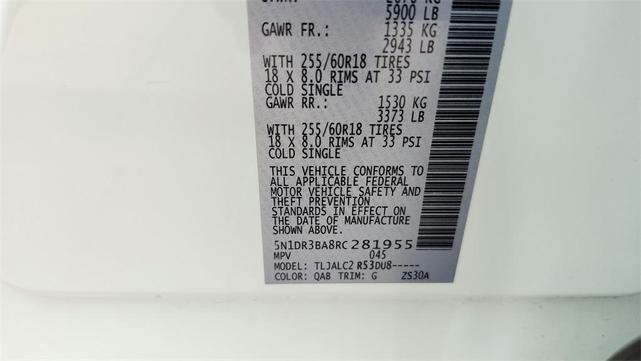 5900 LB
GAWR FR.: 1335 KG
2943 LB
WITH 255/60R18 TIRES
18 X 8.0 RIMS AT 33 PSI
COLD SINGLE
GAWR RR.: 1530 KG
3373 LB
WITH 255/60R18 TIRES
18 X 8.0 RIMS AT 33 PSI
COLD SINGLE
THIS VEHICLE CONFORMS TO
ALL APPLICABLE FEDERAL
MOTOR VEHICLE SAFETY AND
THEFT PREVENTION
STANDARDS IN EFFECT ON
THE DATE OF MANUFACTURE
SHOWN ABOVE.
5N1DR3BA8RC281955
MPV 045
MODEL: TLJALC2 R53DU8-----
COLOR: QAB TRIM: G ZS30A